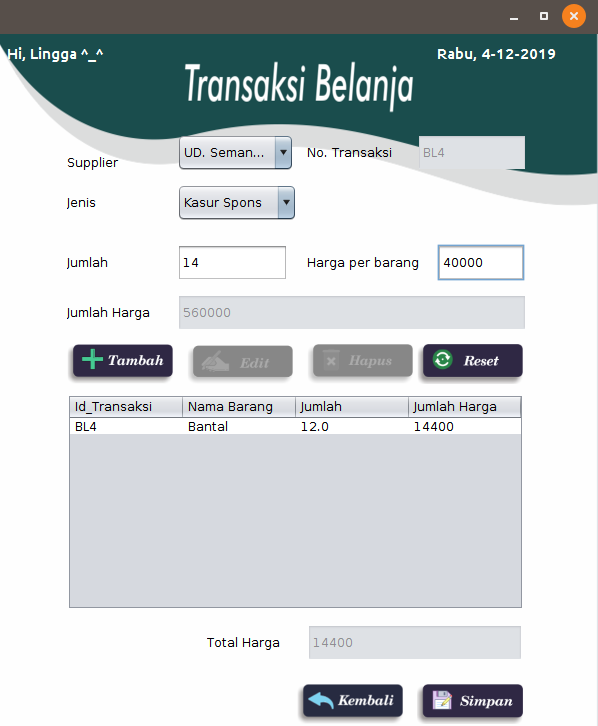 Hi, Lingga ^_^
Rabu, 4-12-2019
Transaksi Belanja
Supplier
UD. Seman...
No. Transaksi
BL4
Jenis
Kasur Spons
Jumlah
14
Harga per barang
40000
Jumlah Harga
560000
Tambah
Edit
Hapus
Reset
Id_Transaksi Nama Barang Jumlah Jumlah Harga
BL4 Bantal 12.0 14400
Total Harga
14400
Kembali
Simpan